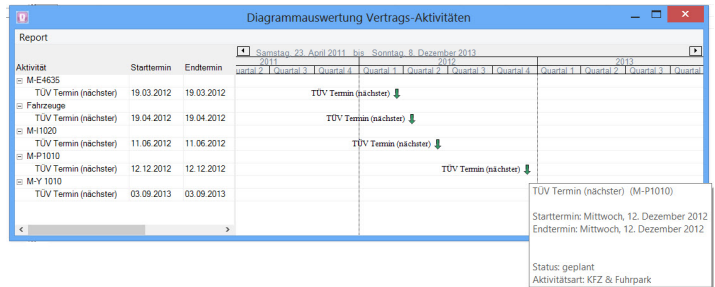 Diagrammauswertung Vertrags-Aktivitäten
Report
Samstag, 23. April 2011 bis Sonntag, 8. Dezember 2013
2011 2012 2013
Aktivität Starttermin Endtermin uartal 2 Quartal 3 Quartal 4 Quartal 1 Quartal 2 Quartal 3 Quartal 4 Quartal 1 Quartal 2 Quartal 3 Quartal
M-E4635
TÜV Termin (nächster) 19.03.2012 19.03.2012 TÜV Termin (nächster)
Fahrzeuge
TÜV Termin (nächster) 19.04.2012 19.04.2012 TÜV Termin (nächster)
M-I1020
TÜV Termin (nächster) 11.06.2012 11.06.2012 TÜV Termin (nächster)
M-P1010
TÜV Termin (nächster) 12.12.2012 12.12.2012 TÜV Termin (nächster)
M-Y 1010
TÜV Termin (nächster) 03.09.2013 03.09.2013
TÜV Termin (nächster) (M-P1010)
Starttermin: Mittwoch, 12. Dezember 2012
Endtermin: Mittwoch, 12. Dezember 2012
Status: geplant
Aktivitätsart: KFZ & Fuhrpark